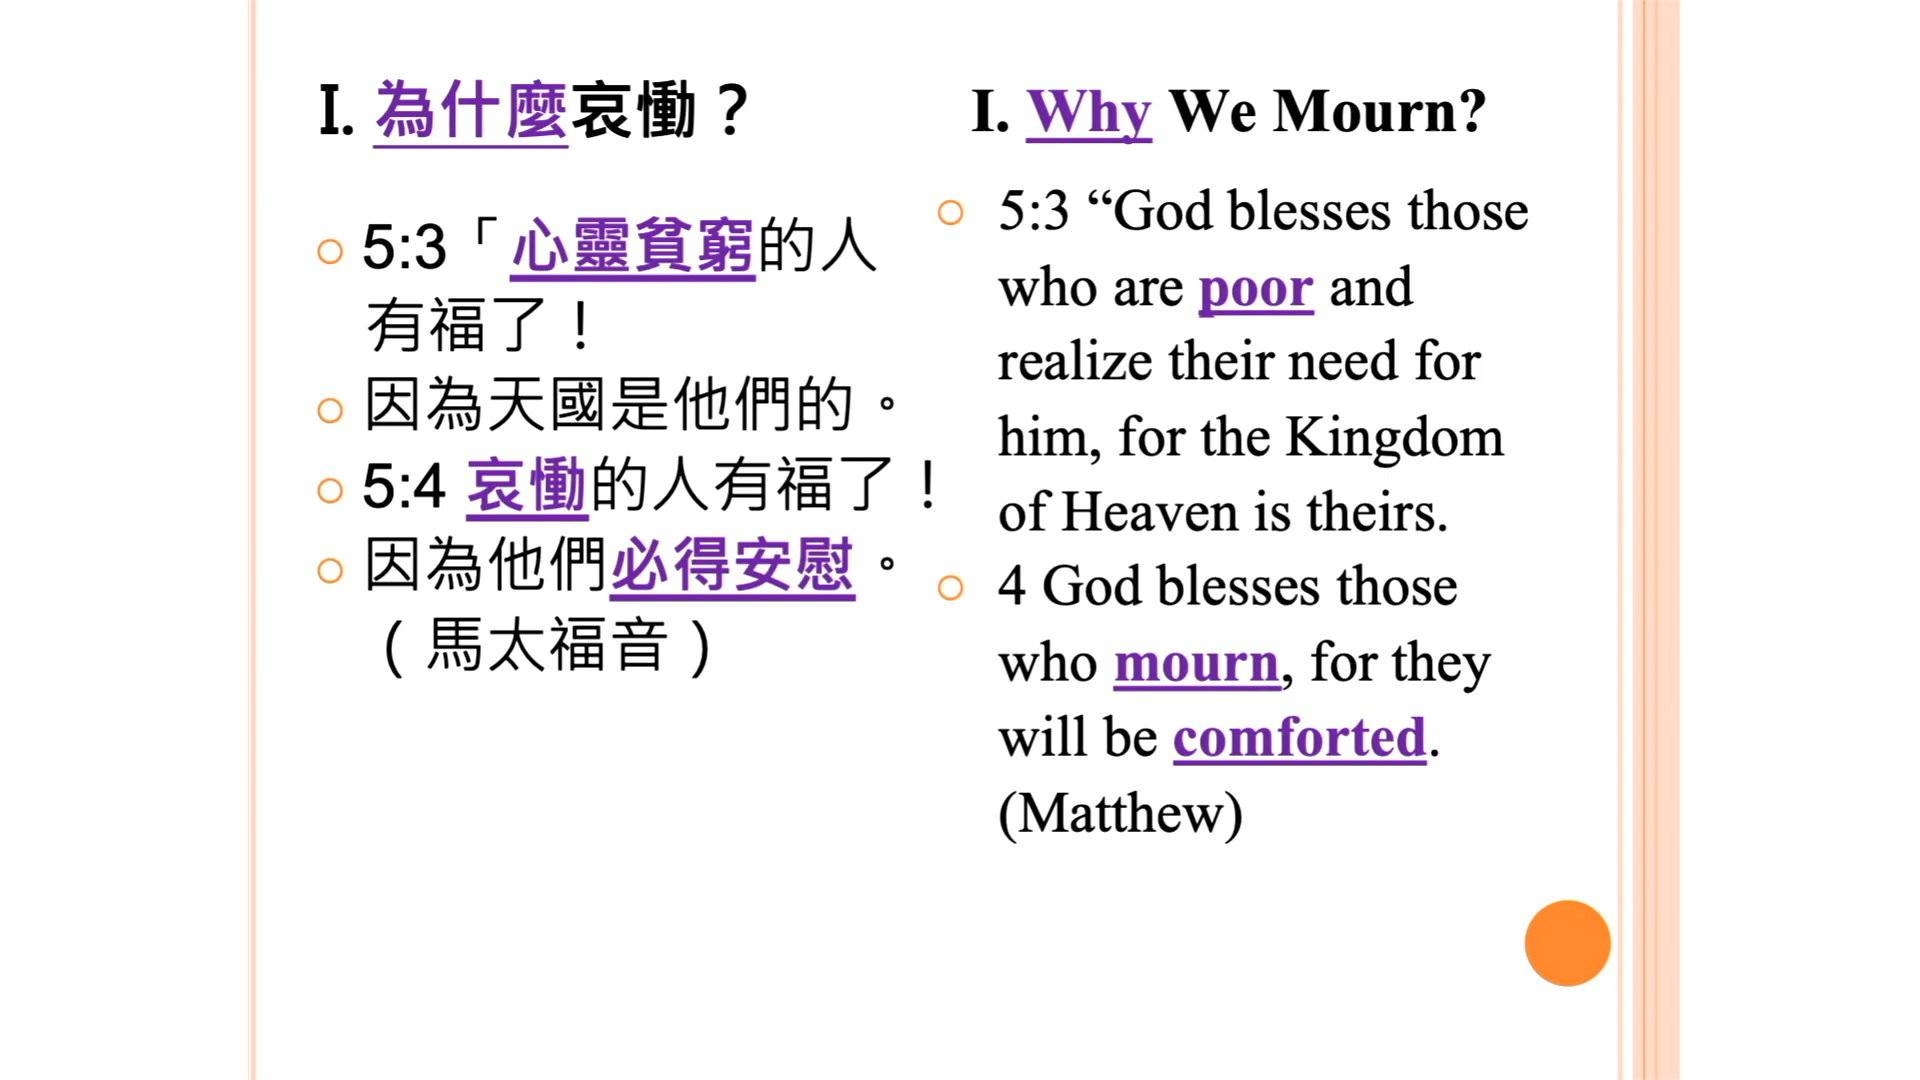 I. 為什麼哀慟？
5:3「心靈貧窮的人
有福了！
因為天國是他們的。
5:4 哀慟的人有福了！
因為他們必得安慰。
（馬太福音）
I. Why We Mourn?
5:3 “God blesses those
who are poor and
realize their need for
him, for the Kingdom
of Heaven is theirs.
4 God blesses those
who mourn, for they
will be comforted.
(Matthew)